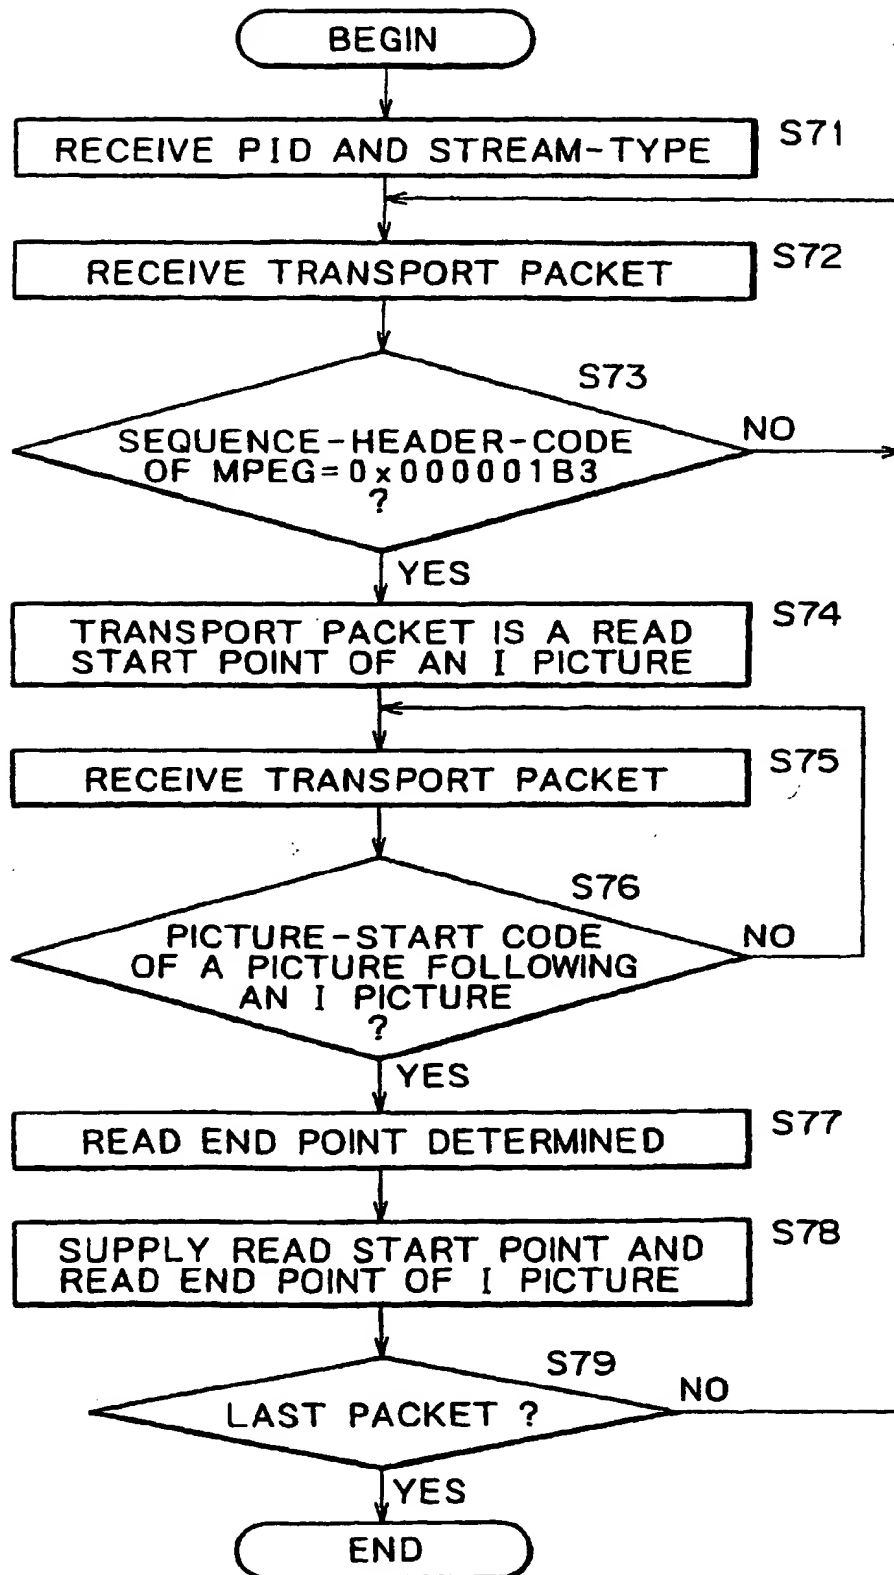 BEGIN
RECEIVE PID AND STREAM-TYPE
S71
RECEIVE TRANSPORT PACKET
S72
S73
SEQUENCE-HEADER-CODE
OF MPEG=0x000001B3
?
NO
YES
TRANSPORT PACKET IS A READ
START POINT OF AN I PICTURE
S74
RECEIVE TRANSPORT PACKET
S75
S76
PICTURE-START CODE
OF A PICTURE FOLLOWING
AN I PICTURE
?
NO
YES
READ END POINT DETERMINED
S77
SUPPLY READ START POINT AND
READ END POINT OF I PICTURE
S78
S79
LAST PACKET ?
NO
YES
END